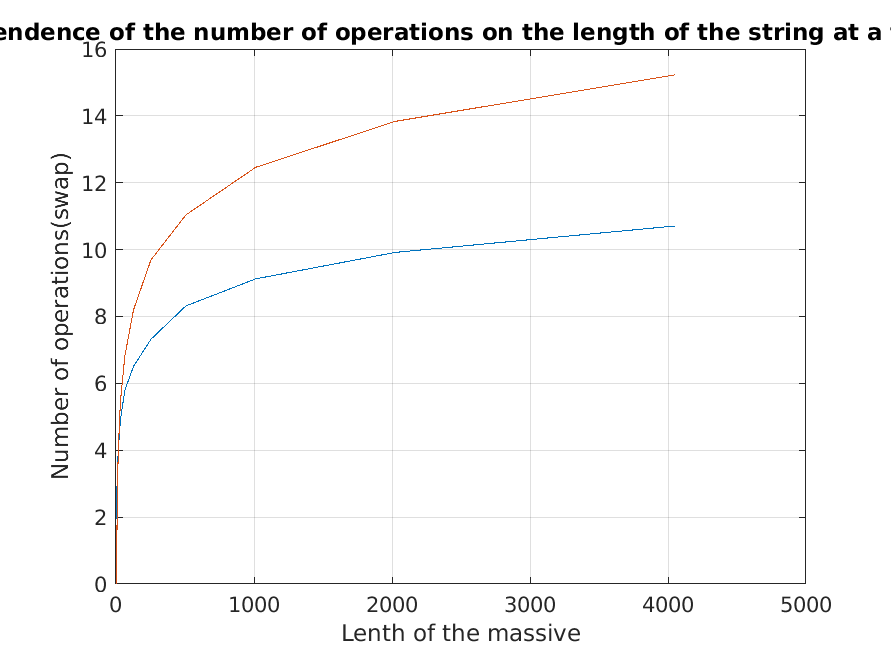 endence of the number of operations on the length of the string at a
16
14
12
10
8
6
4
2
0
Number of operations(swap)
0 1000 2000 3000 4000 5000
Lenth of the massive